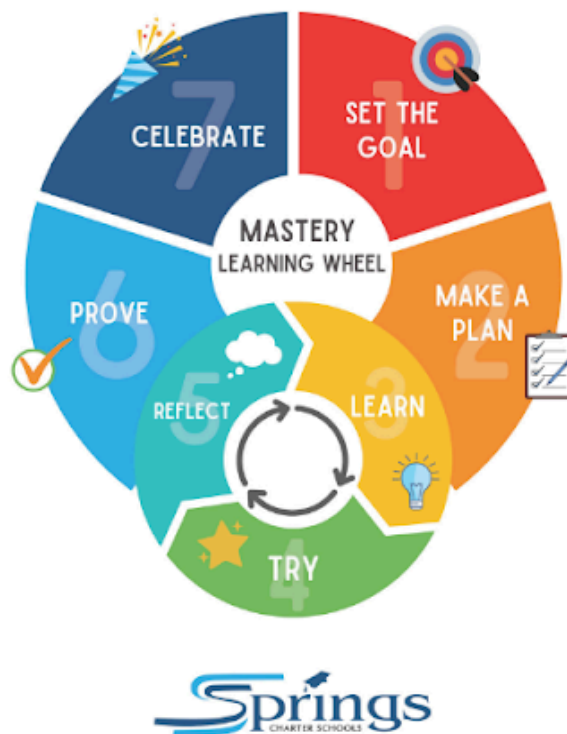 MASTERY
LEARNING WHEEL
1
SET THE
GOAL
2
MAKE A
PLAN
3
LEARN
4
TRY
5
REFLECT
6
PROVE
7
CELEBRATE
Springs
CHARTER SCHOOLS